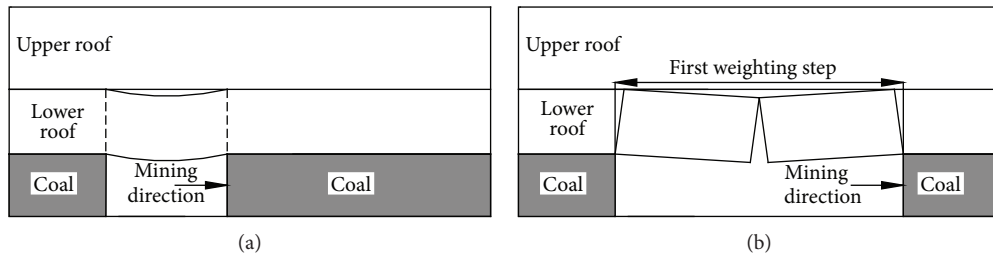 Upper roof
Lower
roof
Coal
Mining
direction
Coal
(a)
Upper roof
First weighting step
Lower
roof
Coal
Mining
direction
Coal
(b)